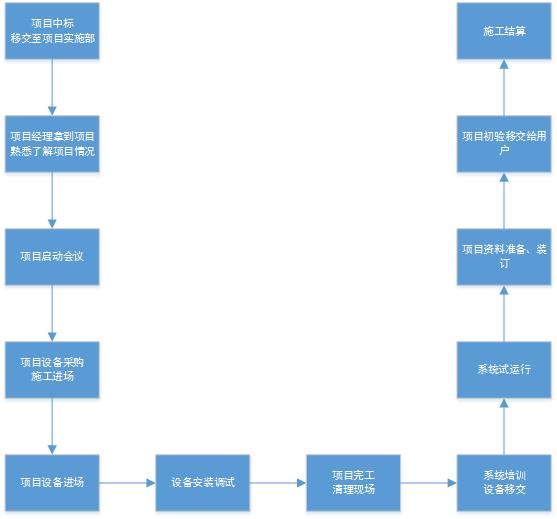 项目中标
移交至项目实施部
项目经理拿到项目
熟悉了解项目情况
项目启动会议
项目设备采购
施工进场
项目设备进场
设备安装调试
项目完工
清理现场
系统培训
设备移交
系统试运行
项目资料准备、装
订
项目初验移交给用
户
施工结算